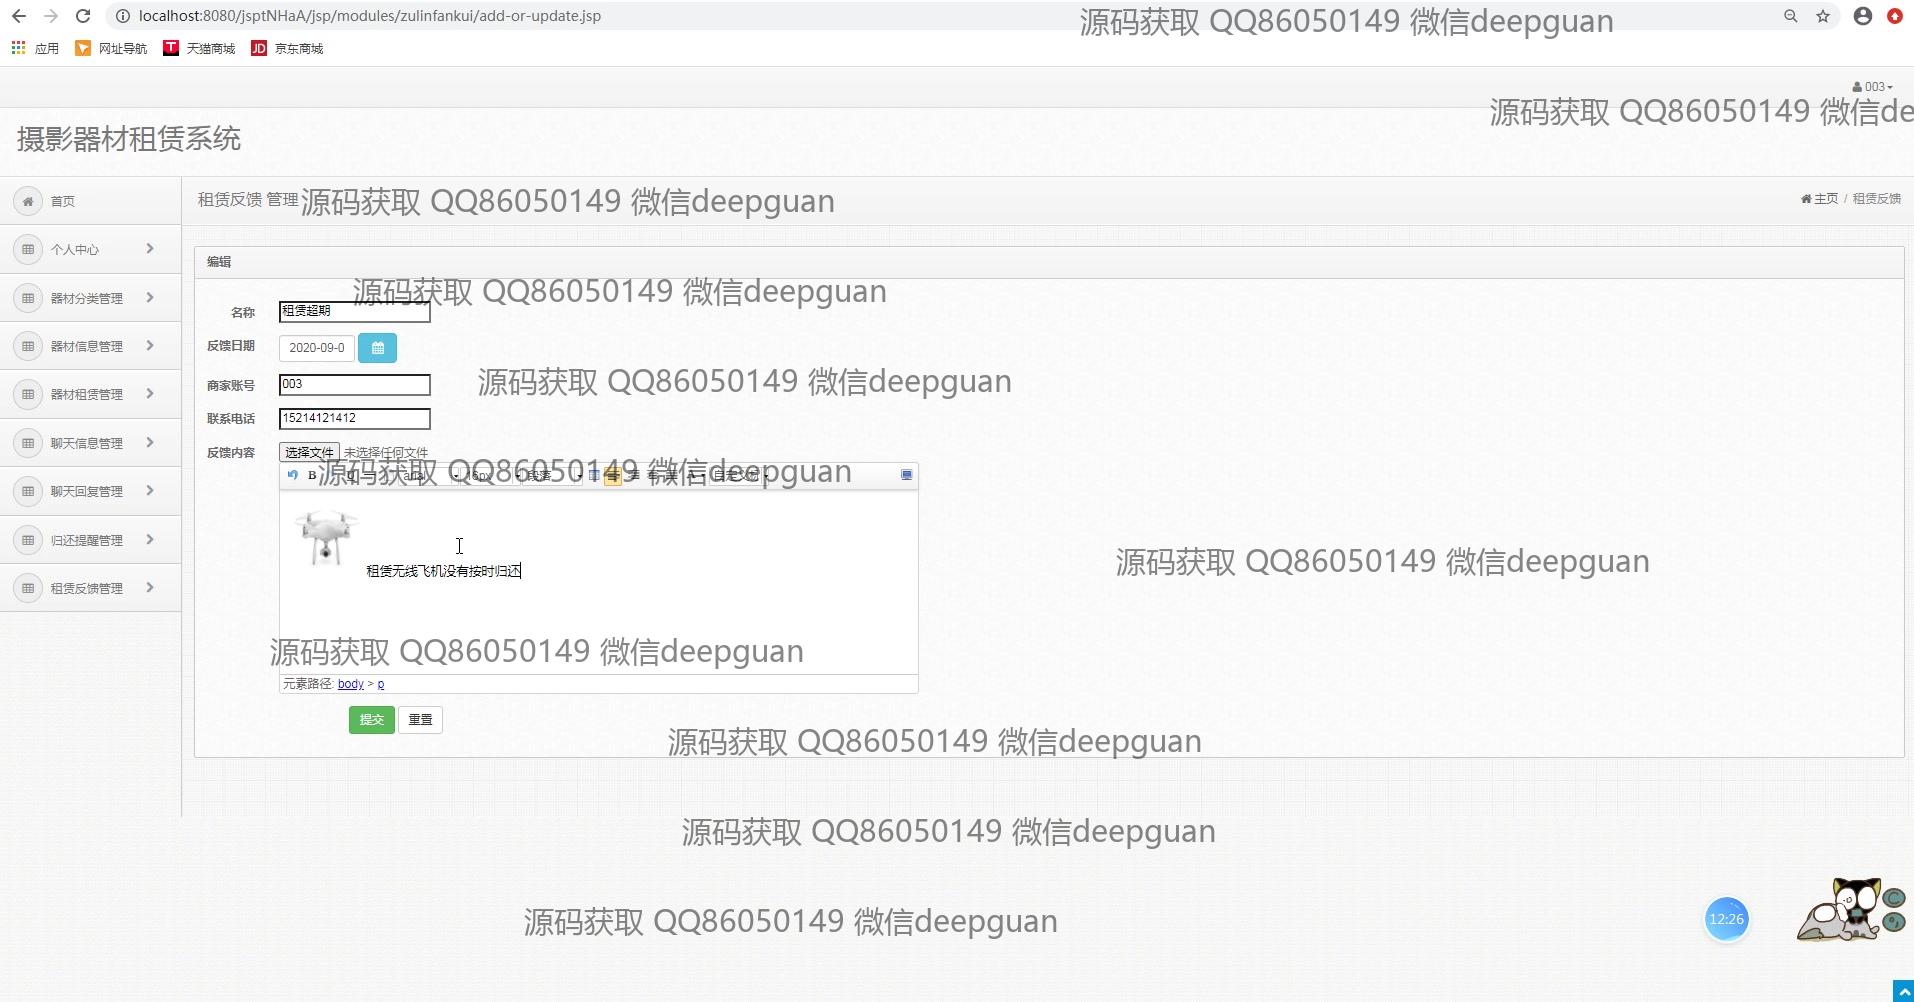 localhost:8080/jsptNHaA/jsp/modules/zulinfankui/add-or-update.jsp
源码获取 QQ86050149 微信deepguan
应用 网址导航 天猫商城 JD 京东商城
003
源码获取 QQ86050149 微信de
摄影器材租赁系统
首页
租赁反馈 管理
源码获取 QQ86050149 微信deepguan
主页 / 租赁反馈
个人中心
器材分类管理
器材信息管理
器材租赁管理
聊天信息管理
聊天回复管理
归还提醒管理
租赁反馈管理
编辑
源码获取 QQ86050149 微信deepguan
名称 租赁超期
反馈日期 2020-09-0
商家账号 003
源码获取 QQ86050149 微信deepguan
联系电话 15214121412
反馈内容 选择文件 未选择任何文件
源码获取 QQ86050149 微信deepguan
B arial 16px 段落 自定义标
租赁无线飞机没有按时归还
源码获取 QQ86050149 微信deepguan
源码获取 QQ86050149 微信deepguan
元素路径: body > p
提交 重置
源码获取 QQ86050149 微信deepguan
源码获取 QQ86050149 微信deepguan
源码获取 QQ86050149 微信deepguan
12:26